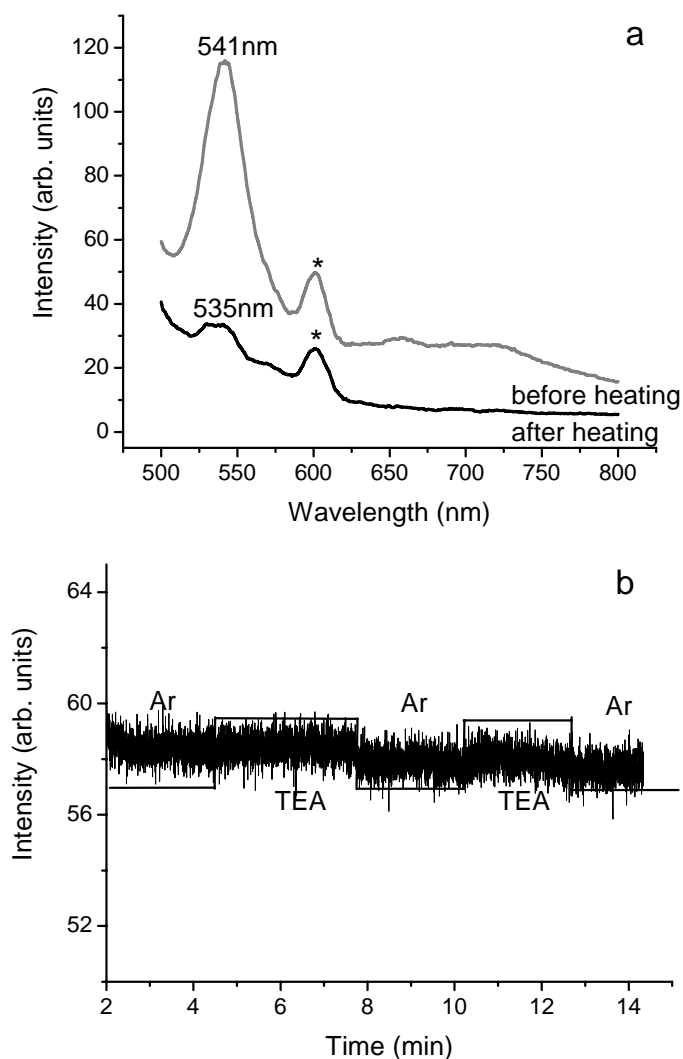 a
541nm
120
100
80
60
40
20
0
Intensity (arb. units)
*
535nm
*
before heating
after heating
500 550 600 650 700 750 800
Wavelength (nm)
b
64
60
56
52
Intensity (arb. units)
Ar Ar Ar
TEA TEA
2 4 6 8 10 12 14
Time (min)